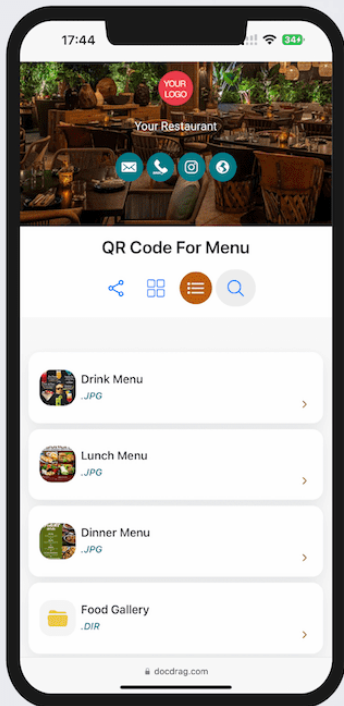 17:44
34
YOUR
LOGO
Your Restaurant
QR Code For Menu
Drink Menu
.JPG
Lunch Menu
.JPG
Dinner Menu
.JPG
Food Gallery
.DIR
docdrag.com